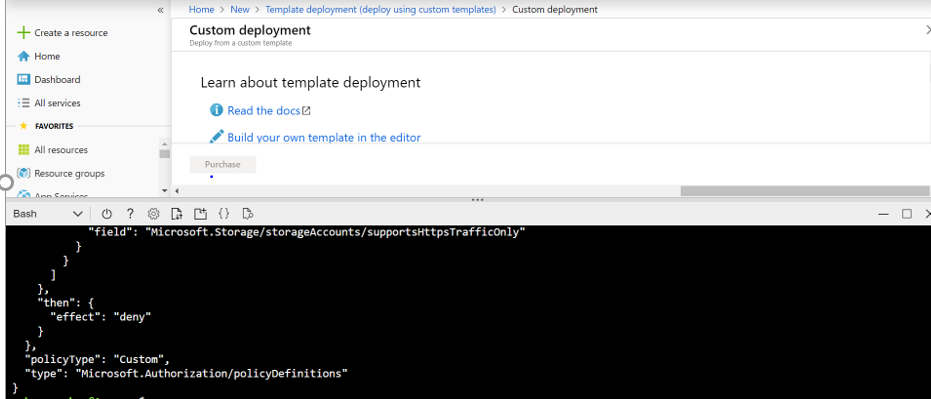 «
Create a resource
Home
Dashboard
All services
FAVORITES
All resources
Resource groups
App Services
Home > New > Template deployment (deploy using custom templates) > Custom deployment
Custom deployment
Deploy from a custom template
Learn about template deployment
Read the docs
Build your own template in the editor
Purchase
Bash
"field": "Microsoft.Storage/storageAccounts/supportsHttpsTrafficOnly"
}
}
]
},
"then": {
"effect": "deny"
}
},
"policyType": "Custom",
"type": "Microsoft.Authorization/policyDefinitions"
}